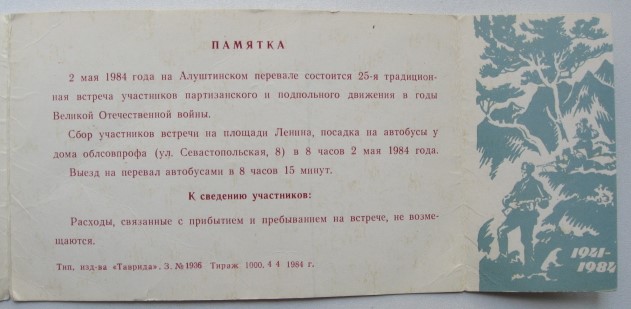 ПАМЯТКА
2 мая 1984 года на Алуштинском перевале состоится 25-я традицион-
ная встреча участников партизанского и подпольного движения в годы
Великой Отечественной войны.
Сбор участников встречи на площади Ленина, посадка на автобусы у
дома облсовпрофа (ул. Севастопольская, 8) в 8 часов 2 мая 1984 года.
Выезд на перевал автобусами в 8 часов 15 минут.
К сведению участников:
Расходы, связанные с прибытием и пребыванием на встрече, не возме-
щаются.
Тип. изд-ва «Таврида». З. № 1936 Тираж 1000. 4 4 1984 г.
1941-
1984